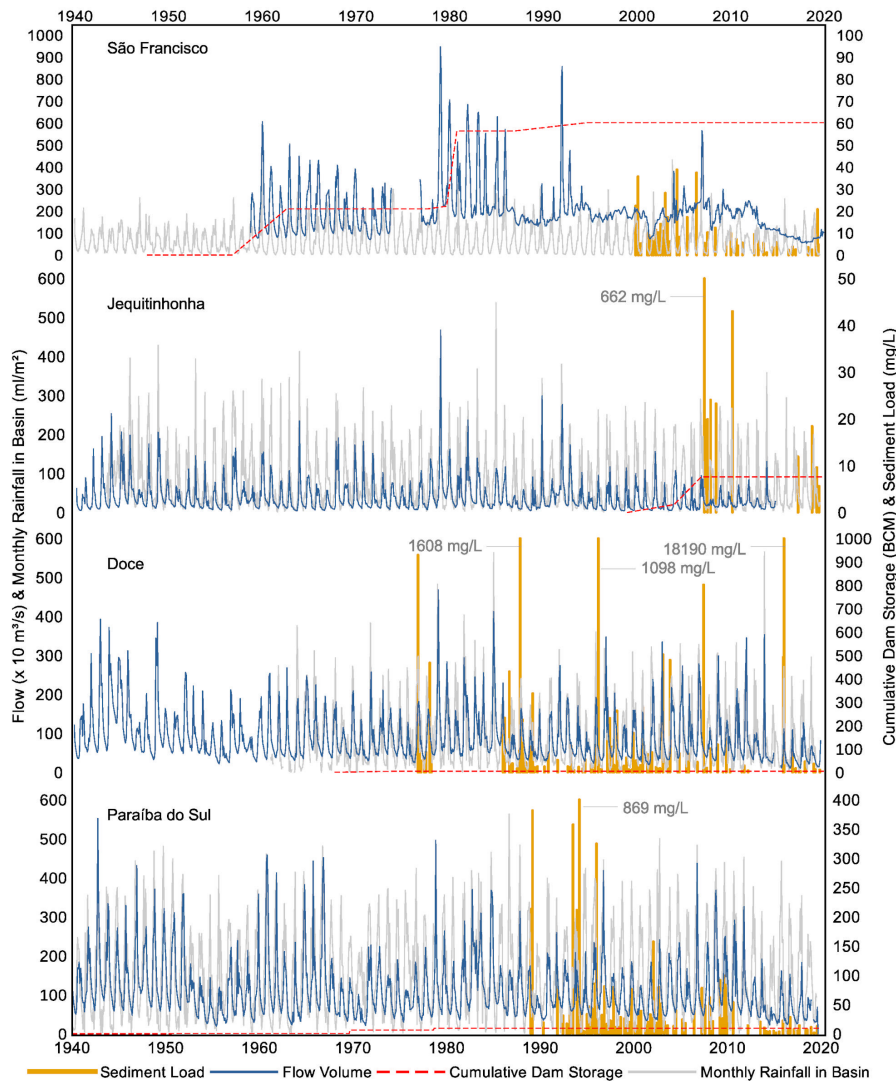 1940 1950 1960 1970 1980 1990 2000 2010 2020
São Francisco
1000 900 800 700 600 500 400 300 200 100 0
100 90 80 70 60 50 40 30 20 10 0
Jequitinhonha
662 mg/L
600 500 400 300 200 100 0
50 40 30 20 10 0
Doce
1608 mg/L
18190 mg/L
1098 mg/L
600 500 400 300 200 100 0
1000 900 800 700 600 500 400 300 200 100 0
Paraíba do Sul
869 mg/L
600 500 400 300 200 100 0
400 350 300 250 200 150 100 50 0
Flow (x 10 m³/s) & Monthly Rainfall in Basin (ml/m²)
Cumulative Dam Storage (BCM) & Sediment Load (mg/L)
1940 1950 1960 1970 1980 1990 2000 2010 2020
Sediment Load Flow Volume Cumulative Dam Storage Monthly Rainfall in Basin